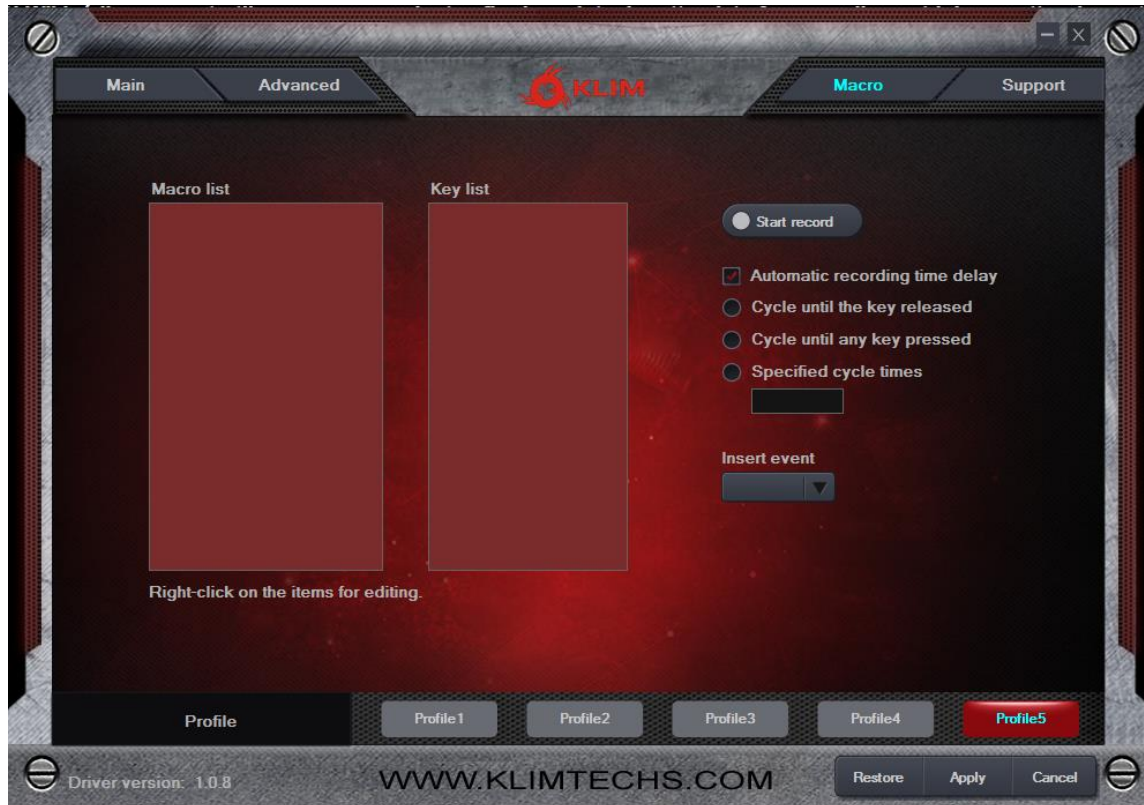 Main
Advanced
KLIM
Macro
Support
Macro list
Key list
Start record
Automatic recording time delay
Cycle until the key released
Cycle until any key pressed
Specified cycle times
Insert event
Right-click on the items for editing.
Profile
Profile1
Profile2
Profile3
Profile4
Profile5
Driver version: 1.0.8
WWW.KLIMTECHS.COM
Restore
Apply
Cancel